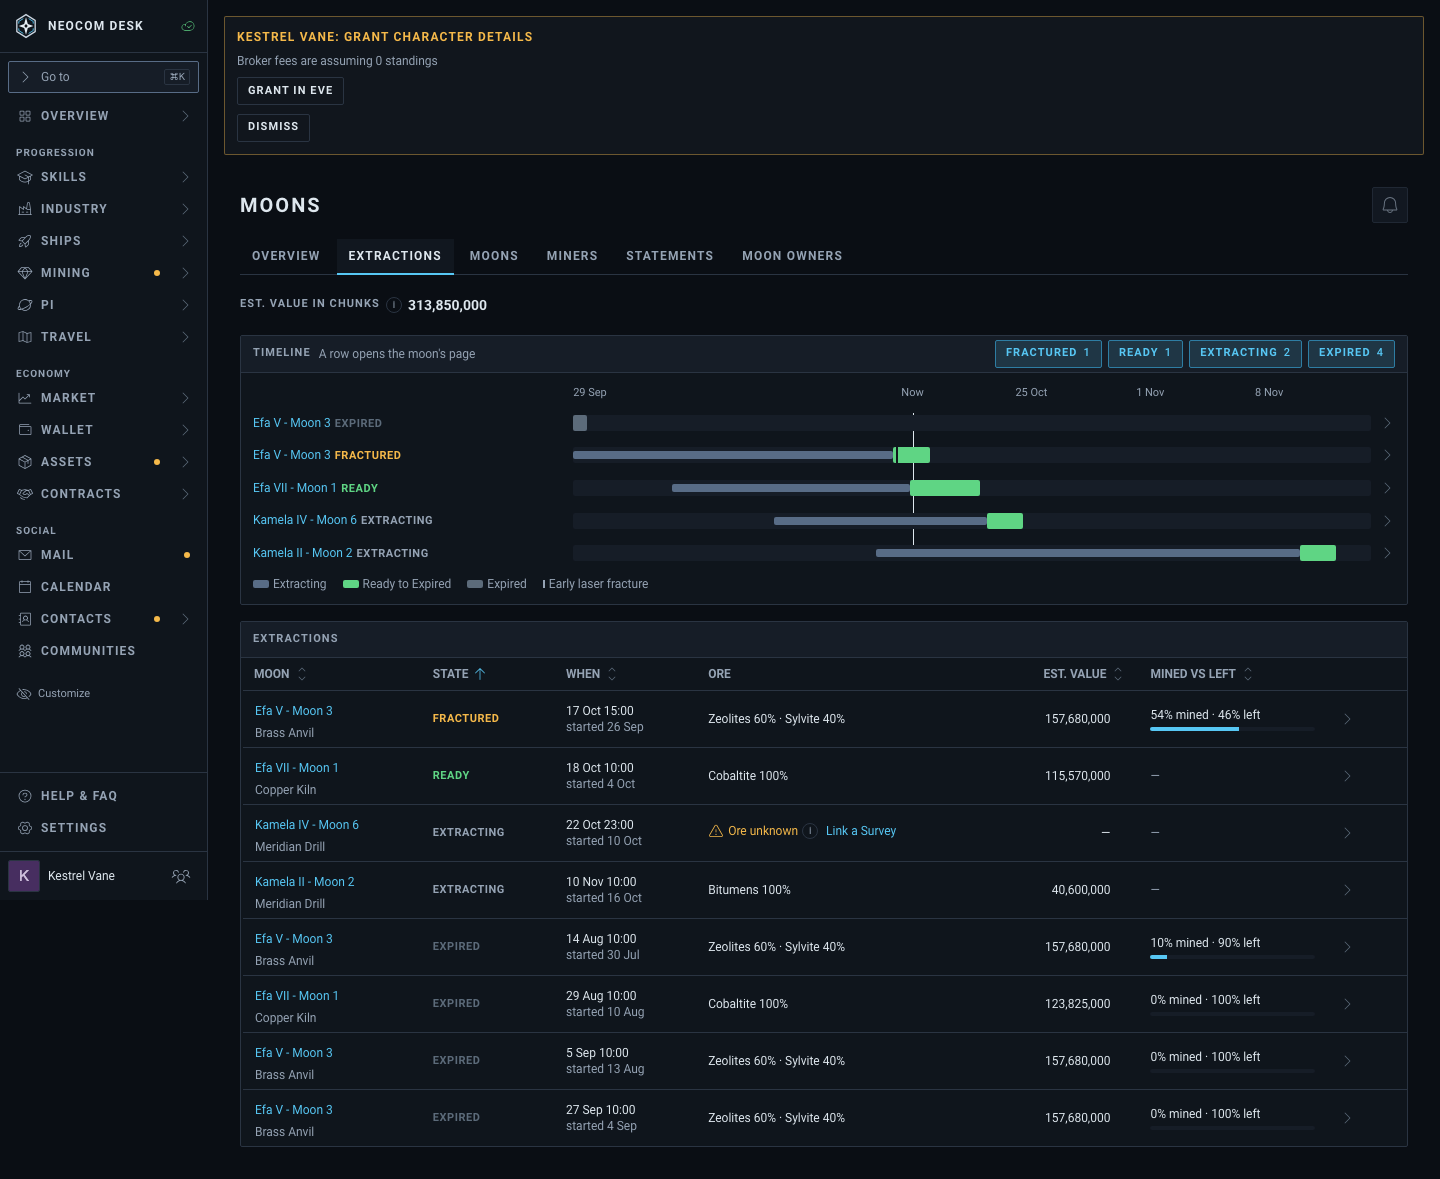 NEOCOM DESK
Go to ⌘K
OVERVIEW
PROGRESSION
SKILLS
INDUSTRY
SHIPS
MINING
PI
TRAVEL
ECONOMY
MARKET
WALLET
ASSETS
CONTRACTS
SOCIAL
MAIL
CALENDAR
CONTACTS
COMMUNITIES
Customize
HELP & FAQ
SETTINGS
K Kestrel Vane
KESTREL VANE: GRANT CHARACTER DETAILS
Broker fees are assuming 0 standings
GRANT IN EVE
DISMISS
MOONS
OVERVIEW EXTRACTIONS MOONS MINERS STATEMENTS MOON OWNERS
EST. VALUE IN CHUNKS 313,850,000
TIMELINE A row opens the moon's page FRACTURED 1 READY 1 EXTRACTING 2 EXPIRED 4
29 Sep Now 25 Oct 1 Nov 8 Nov
Efa V - Moon 3 EXPIRED
Efa V - Moon 3 FRACTURED
Efa VII - Moon 1 READY
Kamela IV - Moon 6 EXTRACTING
Kamela II - Moon 2 EXTRACTING
Extracting Ready to Expired Expired Early laser fracture
EXTRACTIONS
MOON STATE WHEN ORE EST. VALUE MINED VS LEFT
Efa V - Moon 3 FRACTURED 17 Oct 15:00 Zeolites 60% · Sylvite 40% 157,680,000 54% mined · 46% left
Brass Anvil started 26 Sep
Efa VII - Moon 1 READY 18 Oct 10:00 Cobaltite 100% 115,570,000 –
Copper Kiln started 4 Oct
Kamela IV - Moon 6 EXTRACTING 22 Oct 23:00 Ore unknown Link a Survey – –
Meridian Drill started 10 Oct
Kamela II - Moon 2 EXTRACTING 10 Nov 10:00 Bitumens 100% 40,600,000 –
Meridian Drill started 16 Oct
Efa V - Moon 3 EXPIRED 14 Aug 10:00 Zeolites 60% · Sylvite 40% 157,680,000 10% mined · 90% left
Brass Anvil started 30 Jul
Efa VII - Moon 1 EXPIRED 29 Aug 10:00 Cobaltite 100% 123,825,000 0% mined · 100% left
Copper Kiln started 10 Aug
Efa V - Moon 3 EXPIRED 5 Sep 10:00 Zeolites 60% · Sylvite 40% 157,680,000 0% mined · 100% left
Brass Anvil started 13 Aug
Efa V - Moon 3 EXPIRED 27 Sep 10:00 Zeolites 60% · Sylvite 40% 157,680,000 0% mined · 100% left
Brass Anvil started 4 Sep